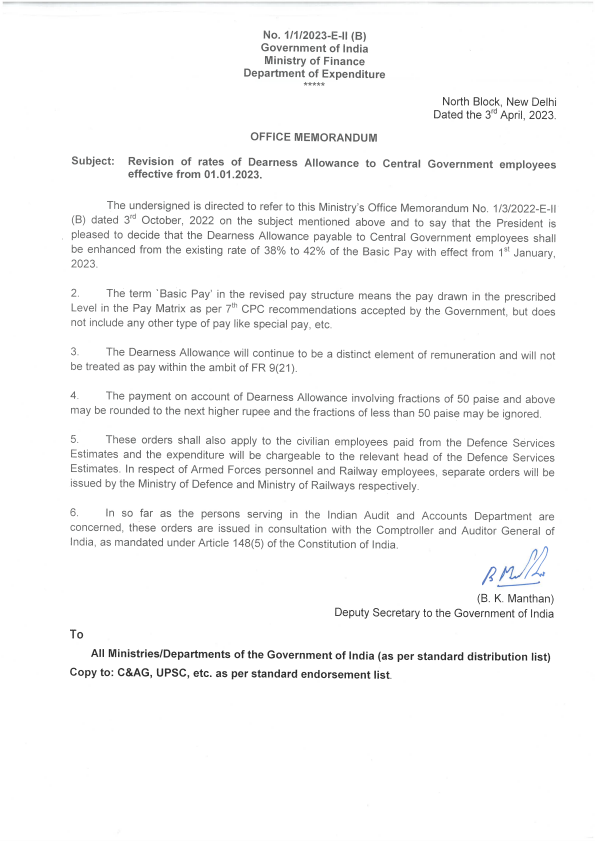 No. 1/1/2023-E-II (B)
Government of India
Ministry of Finance
Department of Expenditure
*****
North Block, New Delhi
Dated the 3rd April, 2023.
OFFICE MEMORANDUM
Subject: Revision of rates of Dearness Allowance to Central Government employees
effective from 01.01.2023.
The undersigned is directed to refer to this Ministry's Office Memorandum No. 1/3/2022-E-II
(B) dated 3rd October, 2022 on the subject mentioned above and to say that the President is
pleased to decide that the Dearness Allowance payable to Central Government employees shall
be enhanced from the existing rate of 38% to 42% of the Basic Pay with effect from 1st January,
2023.
2. The term `Basic Pay' in the revised pay structure means the pay drawn in the prescribed
Level in the Pay Matrix as per 7th CPC recommendations accepted by the Government, but does
not include any other type of pay like special pay, etc.
3. The Dearness Allowance will continue to be a distinct element of remuneration and will not
be treated as pay within the ambit of FR 9(21).
4. The payment on account of Dearness Allowance involving fractions of 50 paise and above
may be rounded to the next higher rupee and the fractions of less than 50 paise may be ignored.
5. These orders shall also apply to the civilian employees paid from the Defence Services
Estimates and the expenditure will be chargeable to the relevant head of the Defence Services
Estimates. In respect of Armed Forces personnel and Railway employees, separate orders will be
issued by the Ministry of Defence and Ministry of Railways respectively.
6. In so far as the persons serving in the Indian Audit and Accounts Department are
concerned, these orders are issued in consultation with the Comptroller and Auditor General of
India, as mandated under Article 148(5) of the Constitution of India.
(B. K. Manthan)
Deputy Secretary to the Government of India
To
All Ministries/Departments of the Government of India (as per standard distribution list)
Copy to: C&AG, UPSC, etc. as per standard endorsement list.